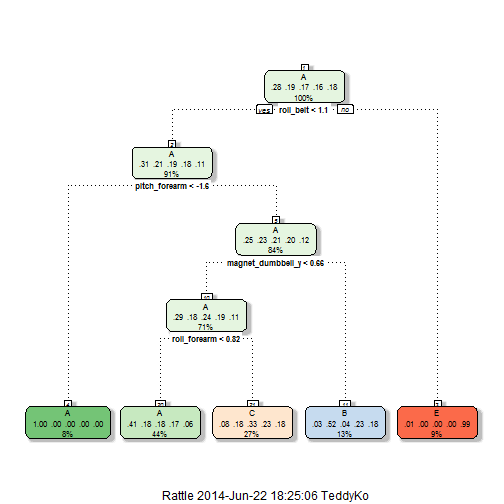 1
A
.28 .19 .17 .16 .18
100%
yes roll_belt < 1.1 no
2
A
.31 .21 .19 .18 .11
91%
pitch_forearm < -1.6
5
A
.25 .23 .21 .20 .12
84%
magnet_dumbbell_y < 0.66
10
A
.29 .18 .24 .19 .11
71%
roll_forearm < 0.82
4
A
1.00 .00 .00 .00 .00
8%
20
A
.41 .18 .18 .17 .06
44%
21
C
.08 .18 .33 .23 .18
27%
11
B
.03 .52 .04 .23 .18
13%
3
E
.01 .00 .00 .00 .99
9%
Rattle 2014-Jun-22 18:25:06 TeddyKo